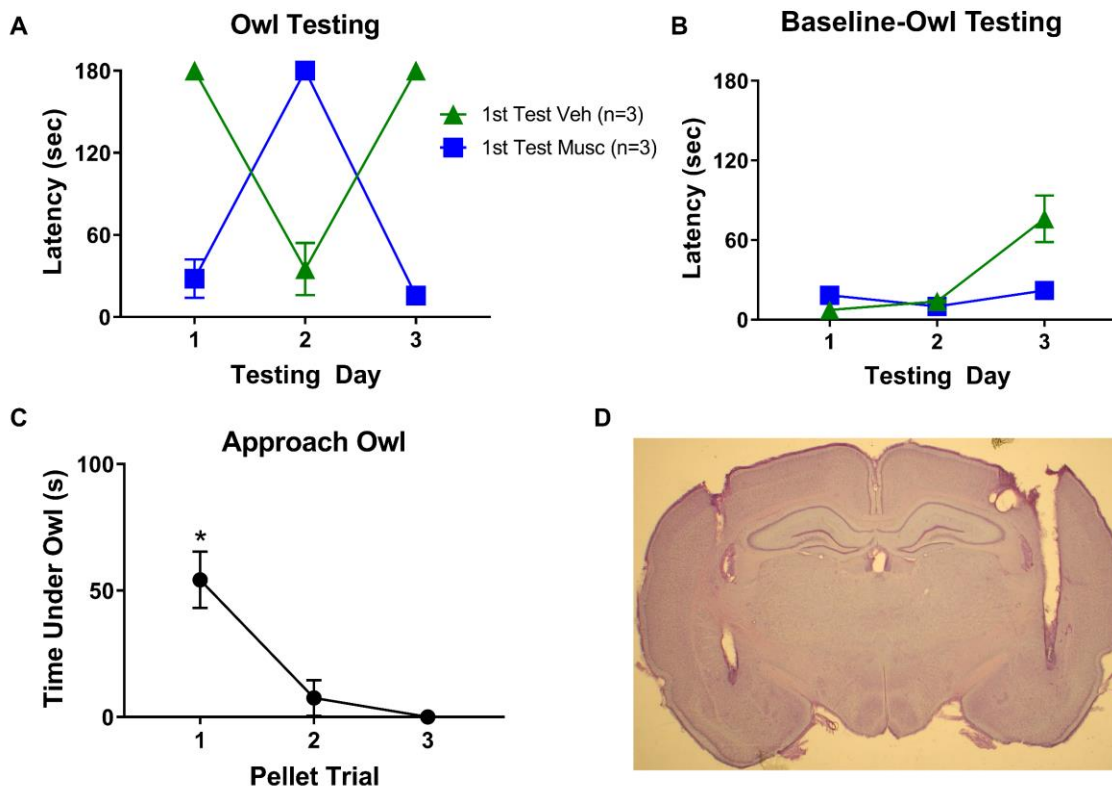 A
Owl Testing
Latency (sec)
180
120
60
0
1 2 3
Testing Day
1st Test Veh (n=3)
1st Test Musc (n=3)
B
Baseline-Owl Testing
Latency (sec)
180
120
60
0
1 2 3
Testing Day
C
Approach Owl
Time Under Owl (s)
100
50
0
*
1 2 3
Pellet Trial
D